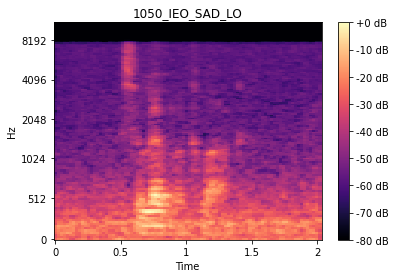 1050_IEO_SAD_LO
+0 dB
8192
-10 dB
4096
-20 dB
-30 dB
2048
Hz
-40 dB
1024
-50 dB
512
-60 dB
-70 dB
0
-80 dB
0 0.5 1 1.5 2
Time